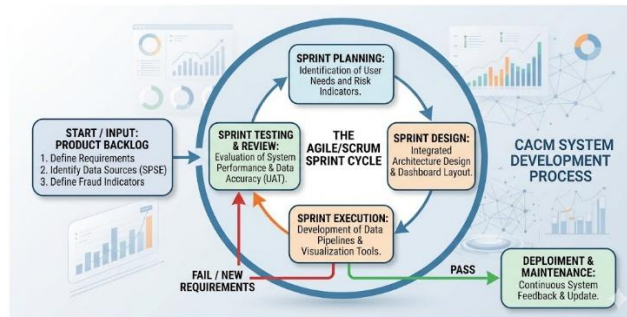 SPRINT PLANNING:
Identification of User
Needs and Risk
Indicators.
START / INPUT:
PRODUCT BACKLOG
1. Define Requirements
2. Identify Data Sources (SPSE)
3. Define Fraud Indicators
SPRINT TESTING
& REVIEW:
Evaluation of System
Performance & Data
Accuracy (UAT).
THE
AGILE/SCRUM
SPRINT CYCLE
SPRINT DESIGN:
Integrated
Architecture Design
& Dashboard Layout.
CACM SYSTEM
DEVELOPMENT
PROCESS
SPRINT EXECUTION:
Development of Data
Pipelines &
Visualization Tools.
FAIL / NEW
REQUIREMENTS
PASS
DEPLOIMENT &
MAINTENANCE:
Continuous System
Feedback & Update.